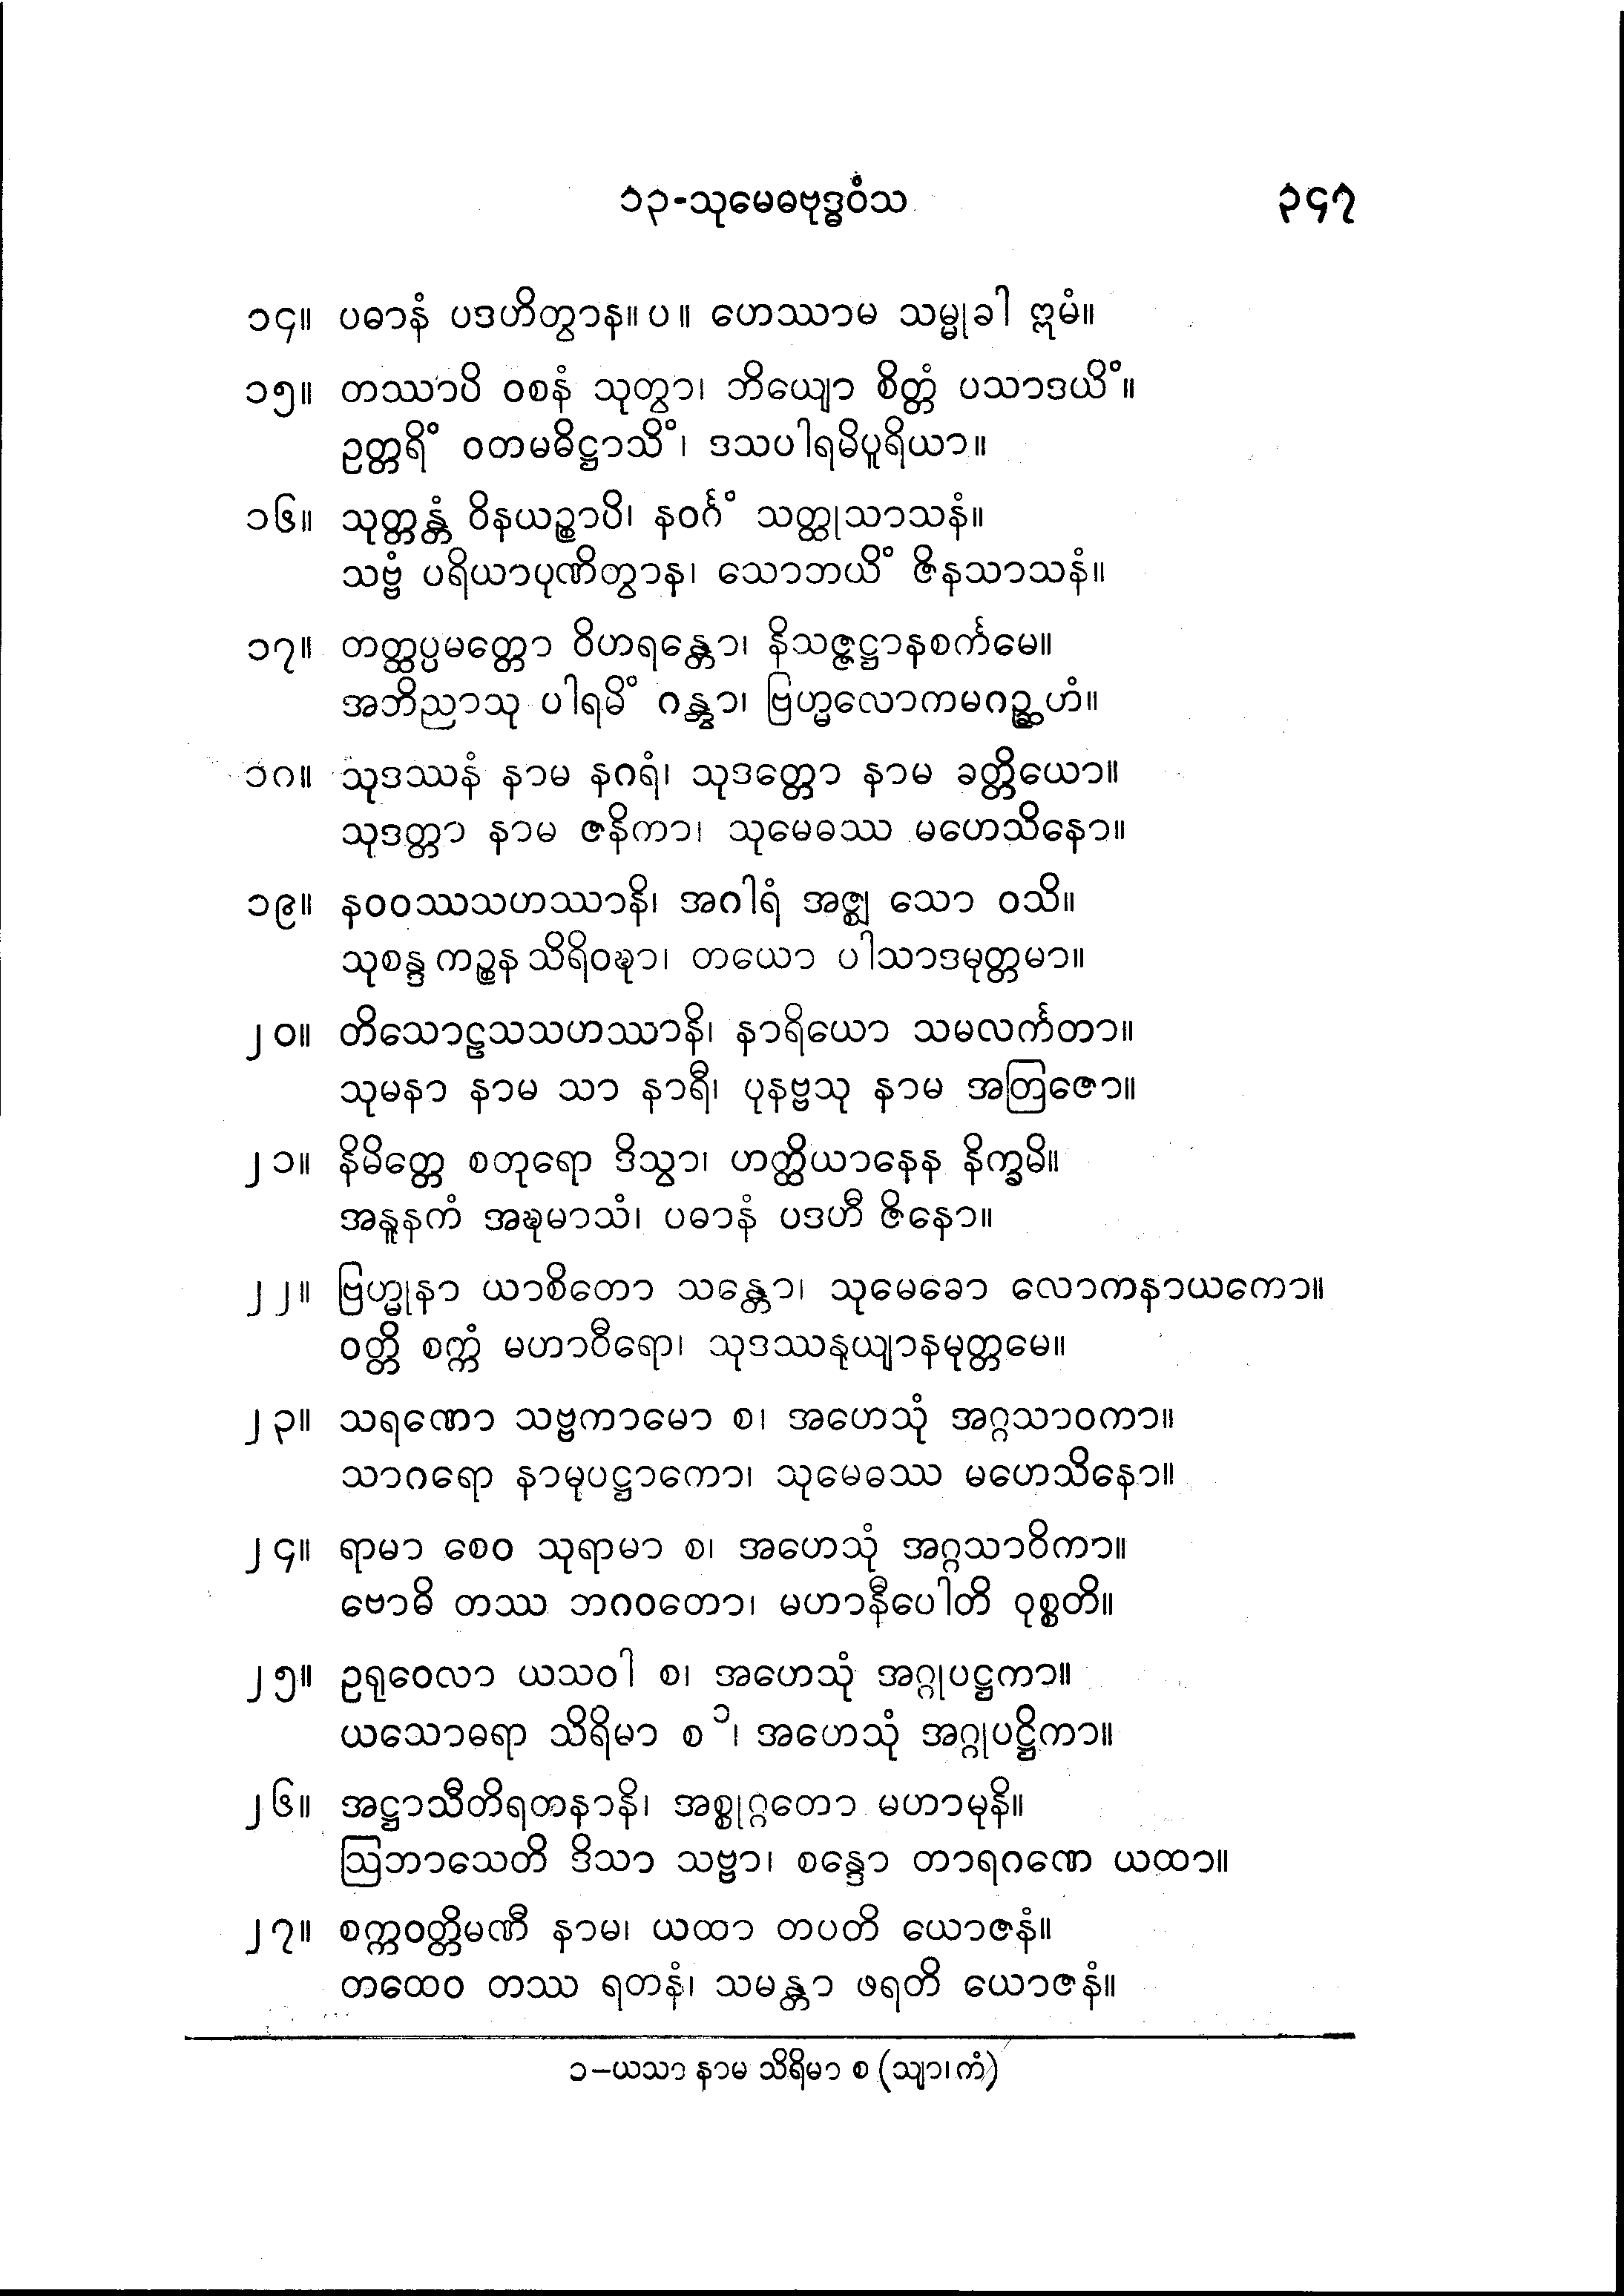 ၁၃-သုမေဓဗုဒ္ဓဝံသ ၃၄၇
၁၄။ ပဓာနံ ပဒဟိတွာန။ပ။ ဟေဿာမ သမ္မုခါ ဣမံ။
၁၅။ တဿာပိ ဝစနံ သုတွာ၊ ဘိယျော စိတ္တံ ပသာဒယိံ။
ဥတ္တရိံ ဝတမဓိဋ္ဌာသိံ၊ ဒသပါရမိပူရိယာ။
၁၆။ သုတ္တန္တံ ဝိနယဉ္စာပိ၊ နဝင်္ဂံ သတ္ထုသာသနံ။
သဗ္ဗံ ပရိယာပုဏိတွာန၊ သောဘယိံ ဇိနသာသနံ။
၁၇။ တတ္ထပ္ပမတ္တော ဝိဟရန္တော၊ နိသဇ္ဇဋ္ဌာနစင်္ကမေ။
အဘိညာသု ပါရမိံ ဂန္တွာ၊ ဗြဟ္မလောကမဂဉ္ဆဟံ။
၁၈။ သုဒဿနံ နာမ နဂရံ၊ သုဒတ္တော နာမ ခတ္တိယော။
သုဒတ္တာ နာမ ဇနိကာ၊ သုမေဓဿ မဟေသိနော။
၁၉။ နဝဝဿသဟဿာနိ၊ အဂါရံ အဇ္ဈ သော ဝသိ။
သုစန္ဒ ကဉ္စန သိရိဝဍ္ဎာ၊ တယော ပါသာဒမုတ္တမာ။
၂၀။ တိသောဠသသဟဿာနိ၊ နာရိယော သမလင်္ကတာ။
သုမနာ နာမ သာ နာရီ၊ ပုနဗ္ဗသု နာမ အတြဇော။
၂၁။ နိမိတ္တေ စတုရော ဒိသွာ၊ ဟတ္ထိယာနေန နိက္ခမိ။
အနူနကံ အဍ္ဎမာသံ၊ ပဓာနံ ပဒဟီ ဇိနော။
၂၂။ ဗြဟ္မုနာ ယာစိတော သန္တော၊ သုမေဓော လောကနာယကော။
ဝတ္တိ စက္ကံ မဟာဝီရော၊ သုဒဿနုယျာနမုတ္တမေ။
၂၃။ သရဏော သဗ္ဗကာမော စ၊ အဟေသုံ အဂ္ဂသာဝကာ။
သာဂရော နာမုပဋ္ဌာကော၊ သုမေဓဿ မဟေသိနော။
၂၄။ ရာမာ စေဝ သုရာမာ စ၊ အဟေသုံ အဂ္ဂသာဝိကာ။
ဗောဓိ တဿ ဘဂဝတော၊ မဟာနီပေါတိ ဝုစ္စတိ။
၂၅။ ဥရုဝေလာ ယသဝါ စ၊ အဟေသုံ အဂ္ဂုပဋ္ဌကာ။
ယသောဓရာ သိရိမာ စ ၁၊ အဟေသုံ အဂ္ဂုပဋ္ဌိကာ။
၂၆။ အဋ္ဌာသီတိရတနာနိ၊ အစ္စုဂ္ဂတော မဟာမုနိ။
ဩဘာသေတိ ဒိသာ သဗ္ဗာ၊ စန္ဒော တာရဂဏေ ယထာ။
၂၇။ စက္ကဝတ္တိမဏီ နာမ၊ ယထာ တပတိ ယောဇနံ။
တထေဝ တဿ ရတနံ၊ သမန္တာ ဖရတိ ယောဇနံ။
၁–ယသာ နာမ သိရိမာ စ (သျာ၊ကံ)